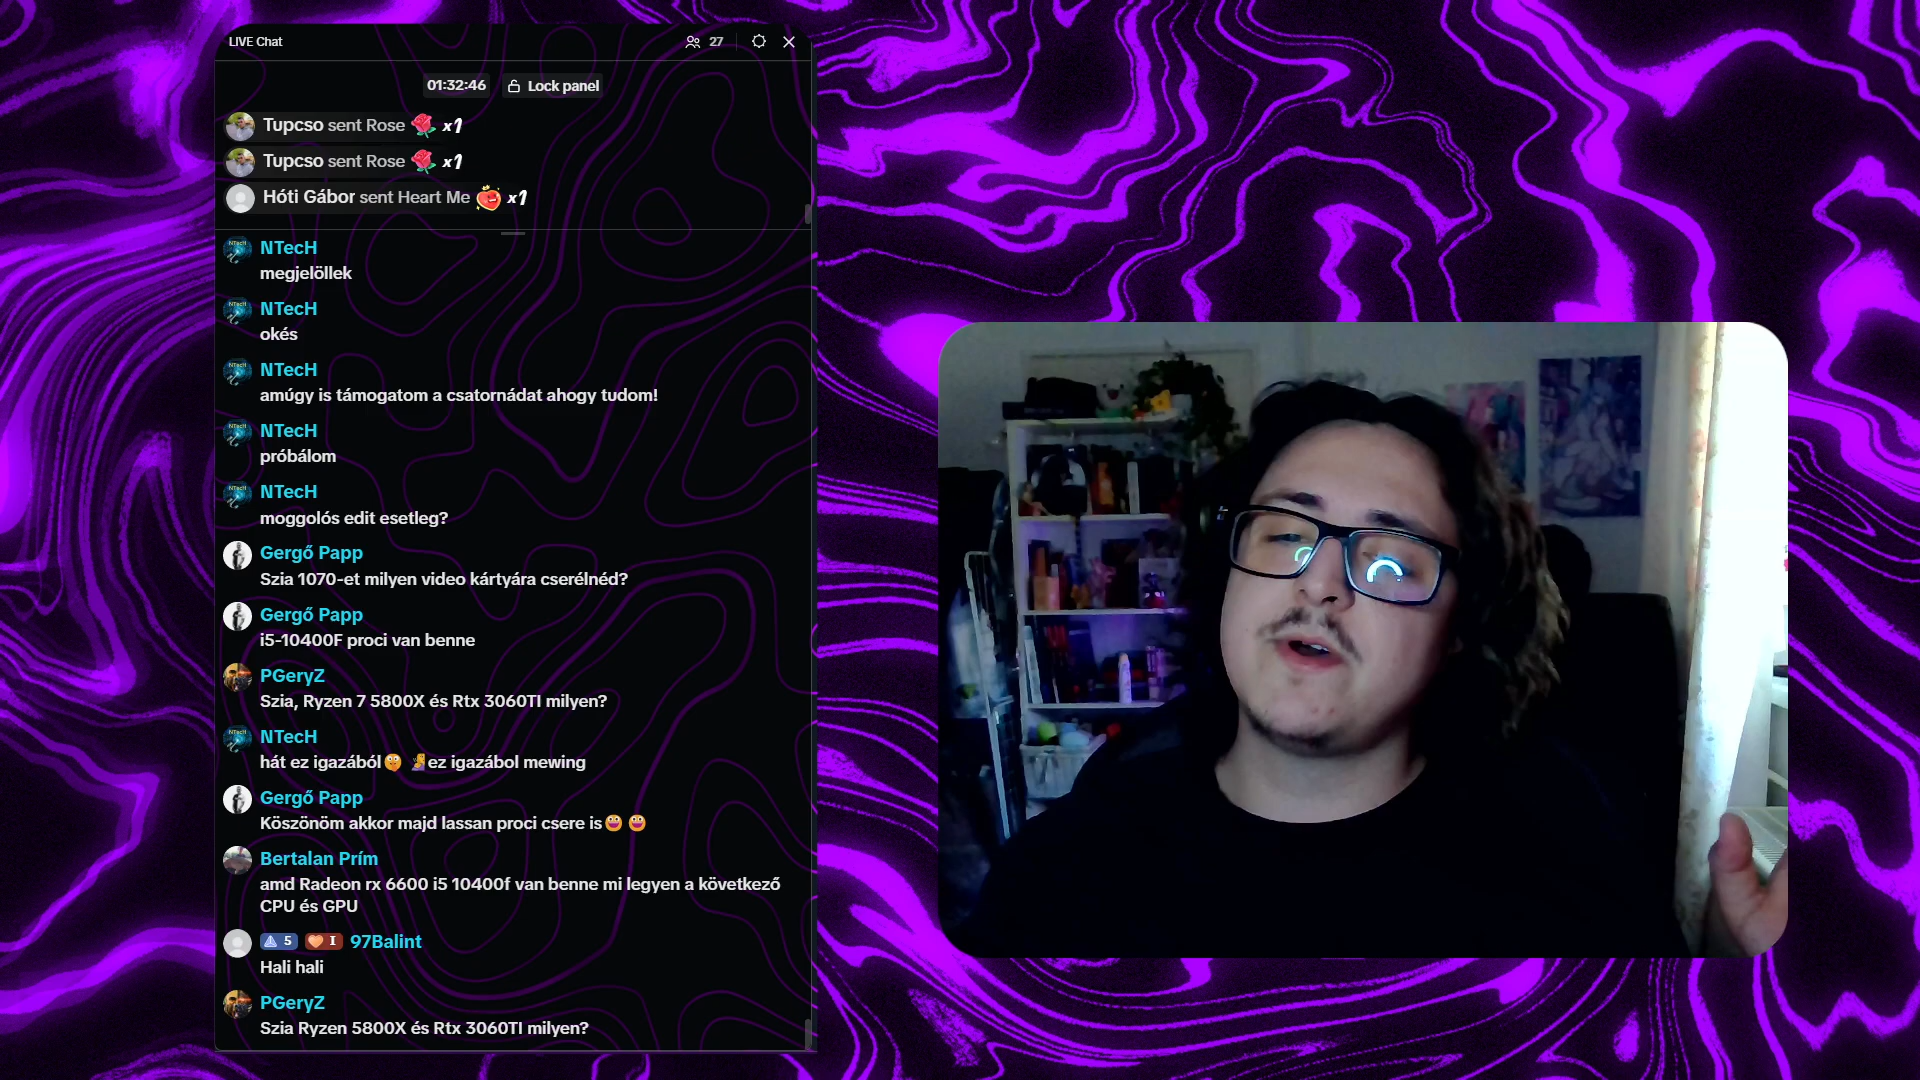 LIVE Chat 27
01:32:46 Lock panel
Tupcso sent Rose x1
Tupcso sent Rose x1
Hóti Gábor sent Heart Me x1
NTecH
megjelöllek
NTecH
okés
NTecH
amúgy is támogatom a csatornádat ahogy tudom!
NTecH
próbálom
NTecH
moggolós edit esetleg?
Gergő Papp
Szia 1070-et milyen video kártyára cserélnéd?
Gergő Papp
i5-10400F proci van benne
PGeryZ
Szia, Ryzen 7 5800X és Rtx 3060TI milyen?
NTecH
hát ez igazából ez igazábol mewing
Gergő Papp
Köszönöm akkor majd lassan proci csere is
Bertalan Prím
amd Radeon rx 6600 i5 10400f van benne mi legyen a következő
CPU és GPU
5 I 97Balint
Hali hali
PGeryZ
Szia Ryzen 5800X és Rtx 3060TI milyen?